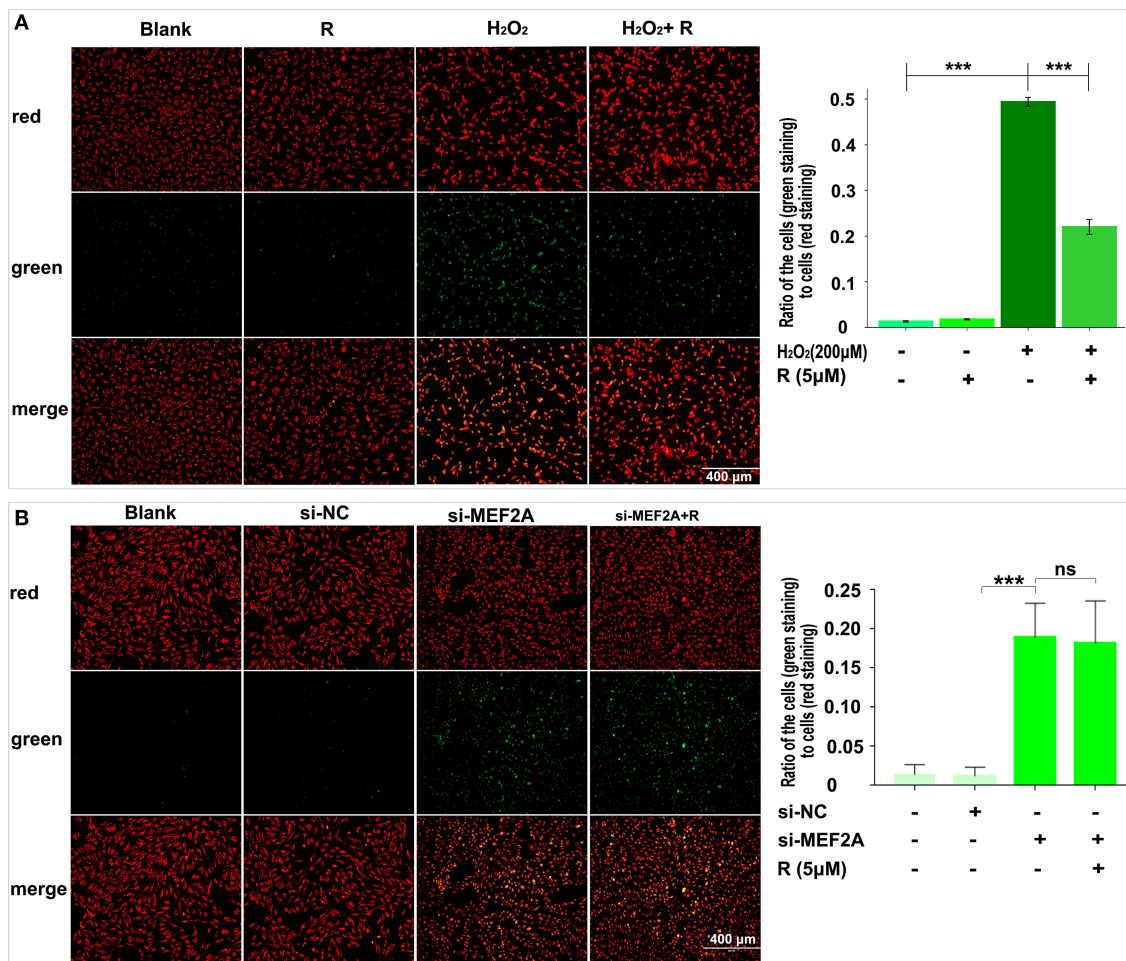 A
Blank R H₂O₂ H₂O₂+ R
red
green
merge
400 µm
*** ***
Ratio of the cells (green staining)
to cells (red staining)
0.5
0.4
0.3
0.2
0.1
0
H₂O₂(200µM) - - + +
R (5µM) - + - +
B
Blank si-NC si-MEF2A si-MEF2A+R
red
green
merge
400 µm
*** ns
Ratio of the cells (green staining)
to cells (red staining)
0.25
0.20
0.15
0.10
0.05
0
si-NC - + - -
si-MEF2A - - + +
R (5µM) - - - +